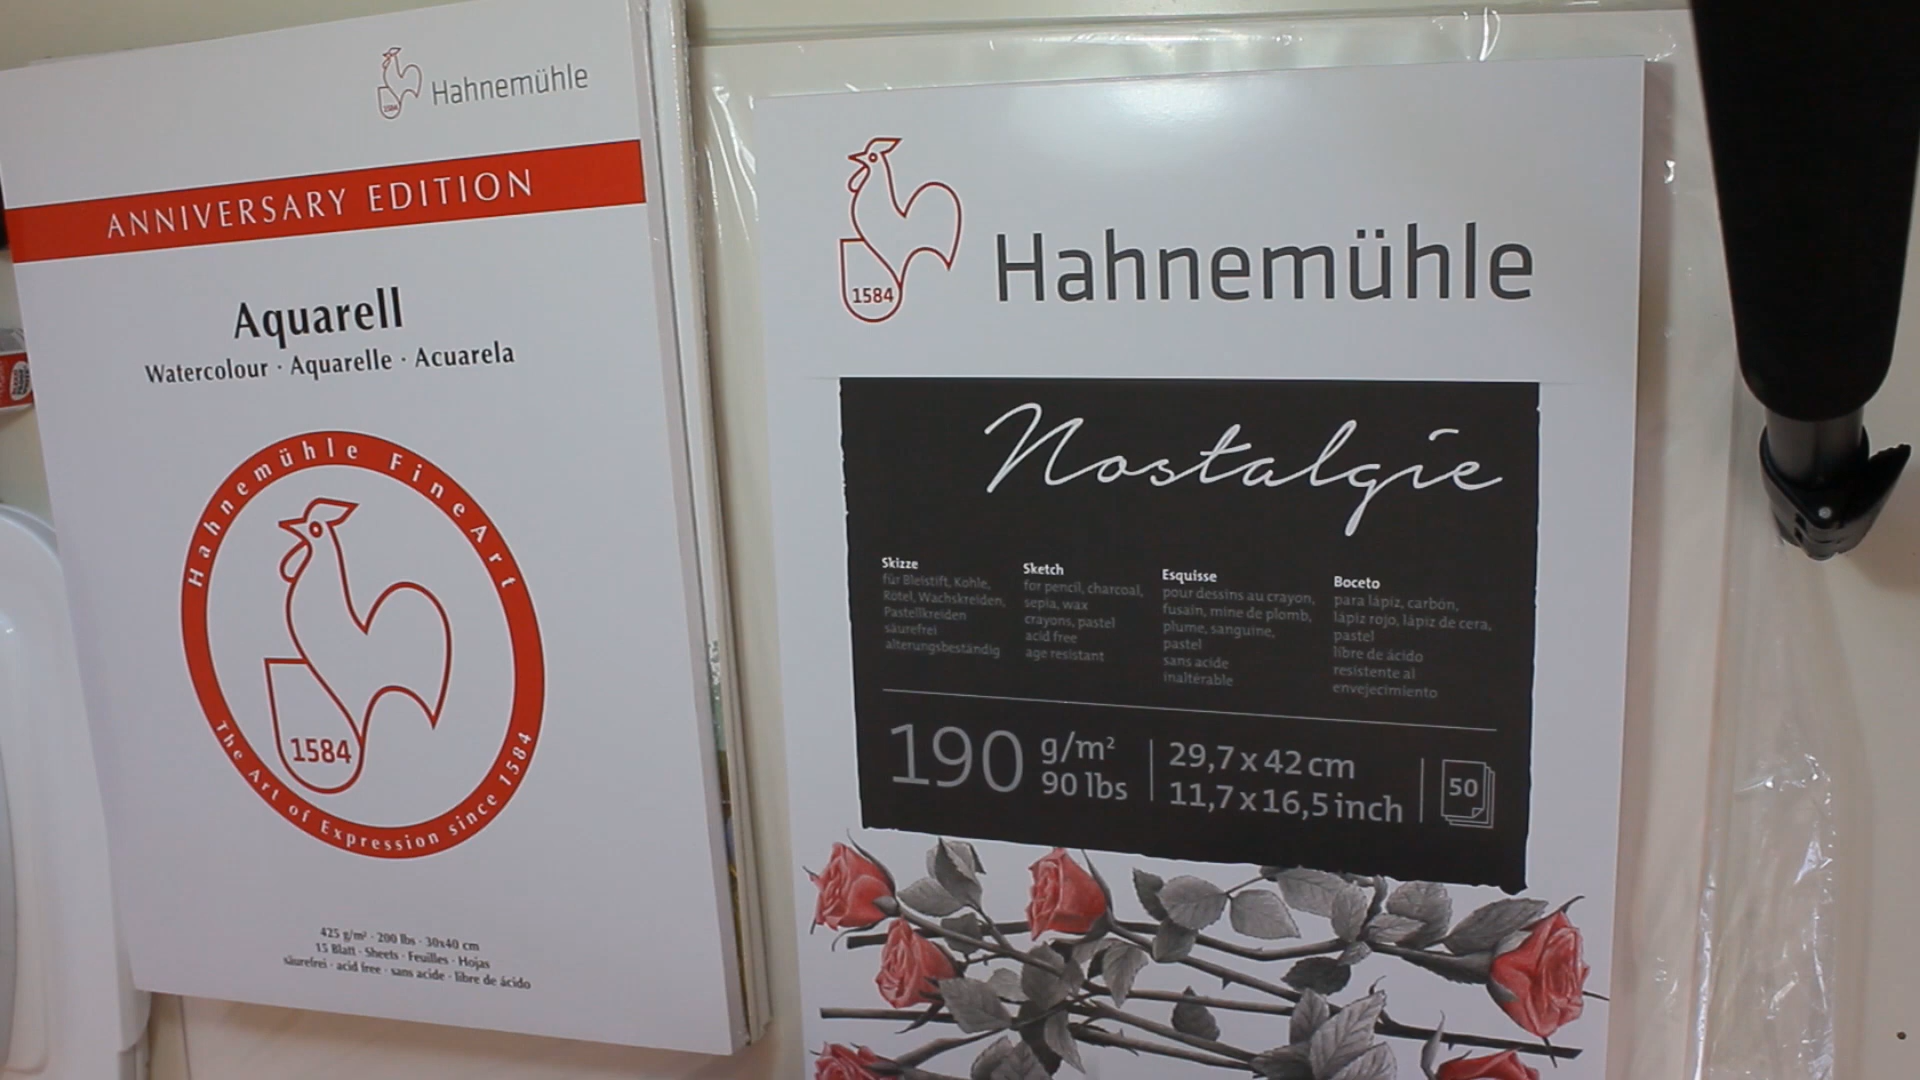 1584
Hahnemühle
ANNIVERSARY EDITION
Aquarell
Watercolour · Aquarelle · Acuarela
Hahnemühle FineArt
1584
The Art of Expression since 1584
425 g/m² · 200 lbs · 30x40 cm
15 Blatt · Sheets · Feuilles · Hojas
säurefrei · acid free · sans acide · libre de ácido
1584
Hahnemühle
Nostalgie
Skizze
für Bleistift, Kohle,
Rötel, Wachskreiden,
Pastellkreiden
säurefrei
alterungsbeständig
Sketch
for pencil, charcoal,
sepia, wax
crayons, pastel
acid free
age resistant
Esquisse
pour dessins au crayon,
fusain, mine de plomb,
plume, sanguine,
pastel
sans acide
inaltérable
Boceto
para lápiz, carbón,
lápiz rojo, lápiz de cera,
pastel
libre de ácido
resistente al
envejecimiento
190 g/m²
90 lbs
29,7 x 42 cm
11,7 x 16,5 inch
50